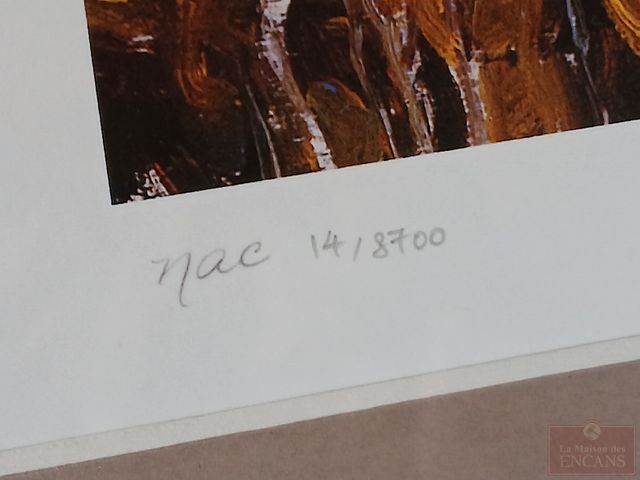 nac 14/8700
La Maison des
ENCANS